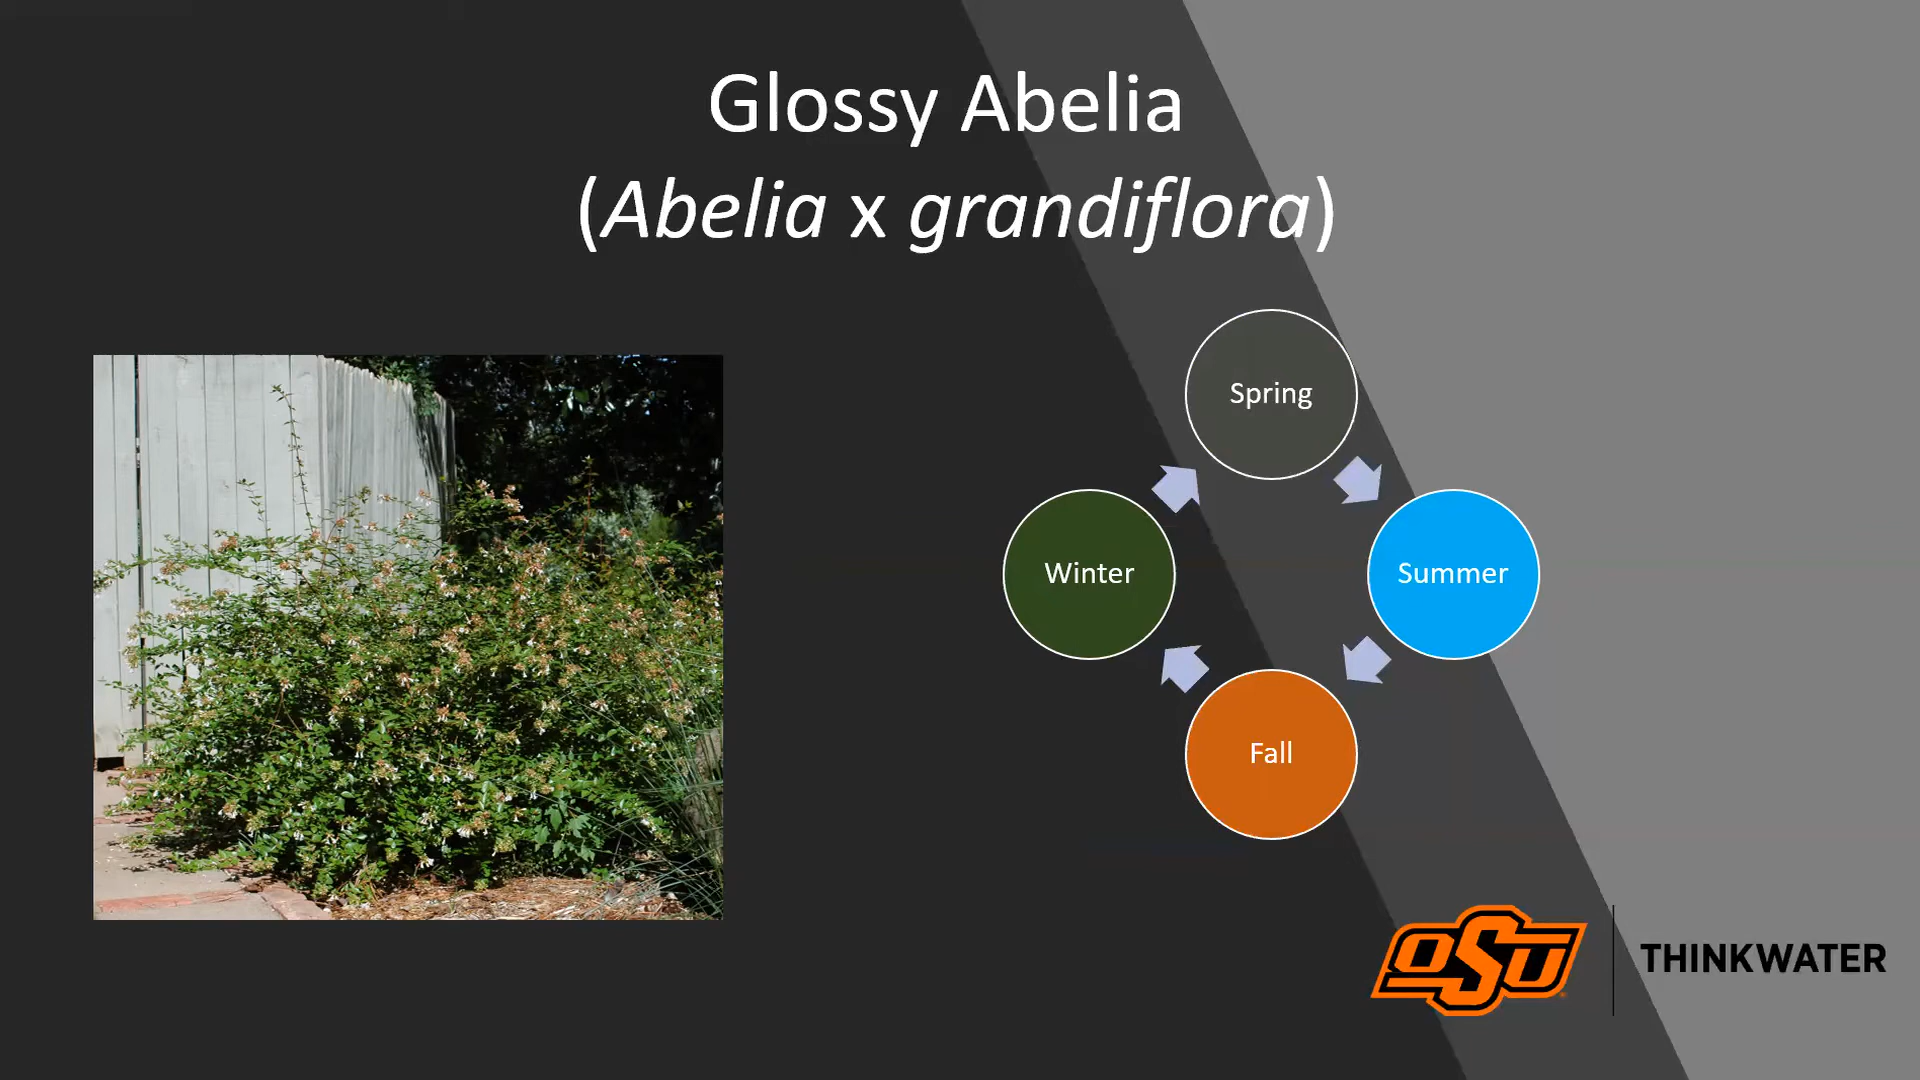 Glossy Abelia
(Abelia x grandiflora)
Spring
Winter
Summer
Fall
OSU
THINKWATER